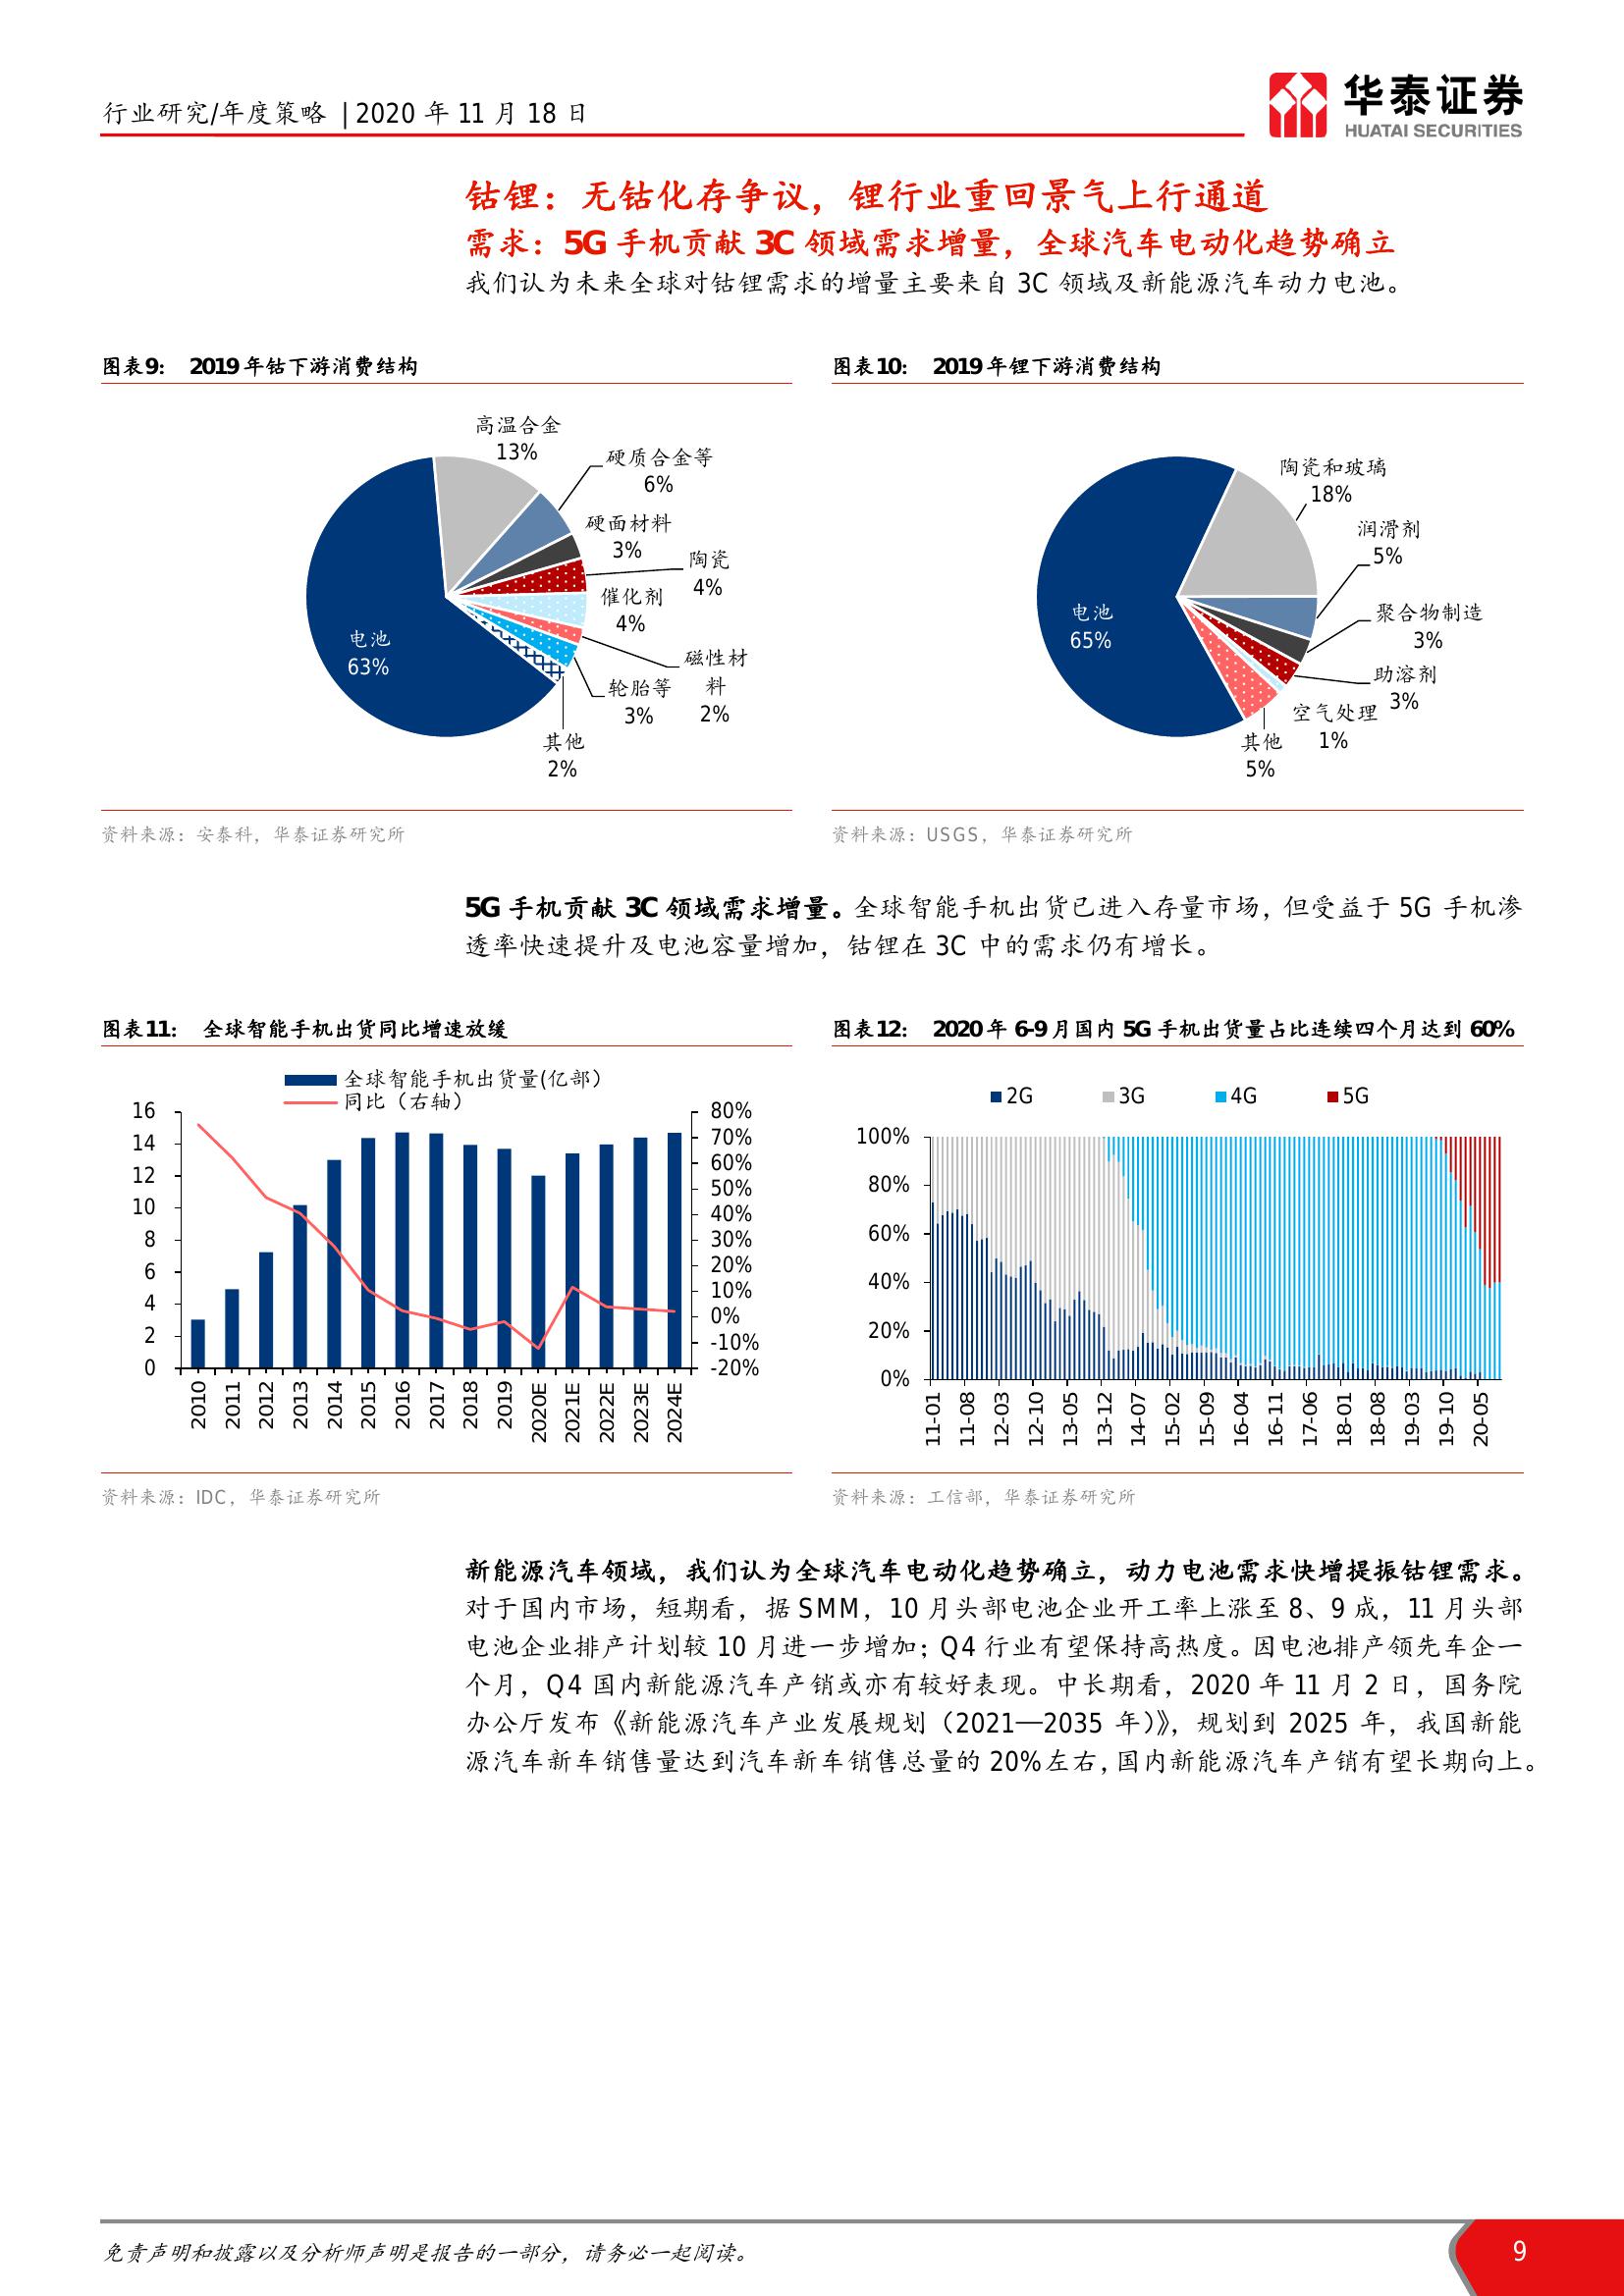 行业研究/年度策略 | 2020 年 11 月 18 日
华泰证券
HUATAI SECURITIES
钴锂：无钴化存争议，锂行业重回景气上行通道
需求：5G 手机贡献 3C 领域需求增量，全球汽车电动化趋势确立
我们认为未来全球对钴锂需求的增量主要来自 3C 领域及新能源汽车动力电池。
图表9： 2019 年钴下游消费结构
高温合金
13%
硬质合金等
6%
硬面材料
3%
陶瓷
4%
催化剂
4%
磁性材
料
2%
轮胎等
3%
其他
2%
电池
63%
资料来源：安泰科，华泰证券研究所
图表10： 2019 年锂下游消费结构
陶瓷和玻璃
18%
润滑剂
5%
聚合物制造
3%
助溶剂
3%
空气处理
1%
其他
5%
电池
65%
资料来源：USGS，华泰证券研究所
5G 手机贡献 3C 领域需求增量。全球智能手机出货已进入存量市场，但受益于 5G 手机渗
透率快速提升及电池容量增加，钴锂在 3C 中的需求仍有增长。
图表11： 全球智能手机出货同比增速放缓
全球智能手机出货量(亿部）
同比（右轴）
16
14
12
10
8
6
4
2
0
80%
70%
60%
50%
40%
30%
20%
10%
0%
-10%
-20%
2010
2011
2012
2013
2014
2015
2016
2017
2018
2019
2020E
2021E
2022E
2023E
2024E
资料来源：IDC，华泰证券研究所
图表12： 2020 年 6-9 月国内 5G 手机出货量占比连续四个月达到 60%
2G 3G 4G 5G
100%
80%
60%
40%
20%
0%
11-01
11-08
12-03
12-10
13-05
13-12
14-07
15-02
15-09
16-04
16-11
17-06
18-01
18-08
19-03
19-10
20-05
资料来源：工信部，华泰证券研究所
新能源汽车领域，我们认为全球汽车电动化趋势确立，动力电池需求快增提振钴锂需求。
对于国内市场，短期看，据 SMM，10 月头部电池企业开工率上涨至 8、9 成，11 月头部
电池企业排产计划较 10 月进一步增加；Q4 行业有望保持高热度。因电池排产领先车企一
个月，Q4 国内新能源汽车产销或亦有较好表现。中长期看，2020 年 11 月 2 日，国务院
办公厅发布《新能源汽车产业发展规划（2021—2035 年）》，规划到 2025 年，我国新能
源汽车新车销售量达到汽车新车销售总量的 20%左右，国内新能源汽车产销有望长期向上。
免责声明和披露以及分析师声明是报告的一部分，请务必一起阅读。
9